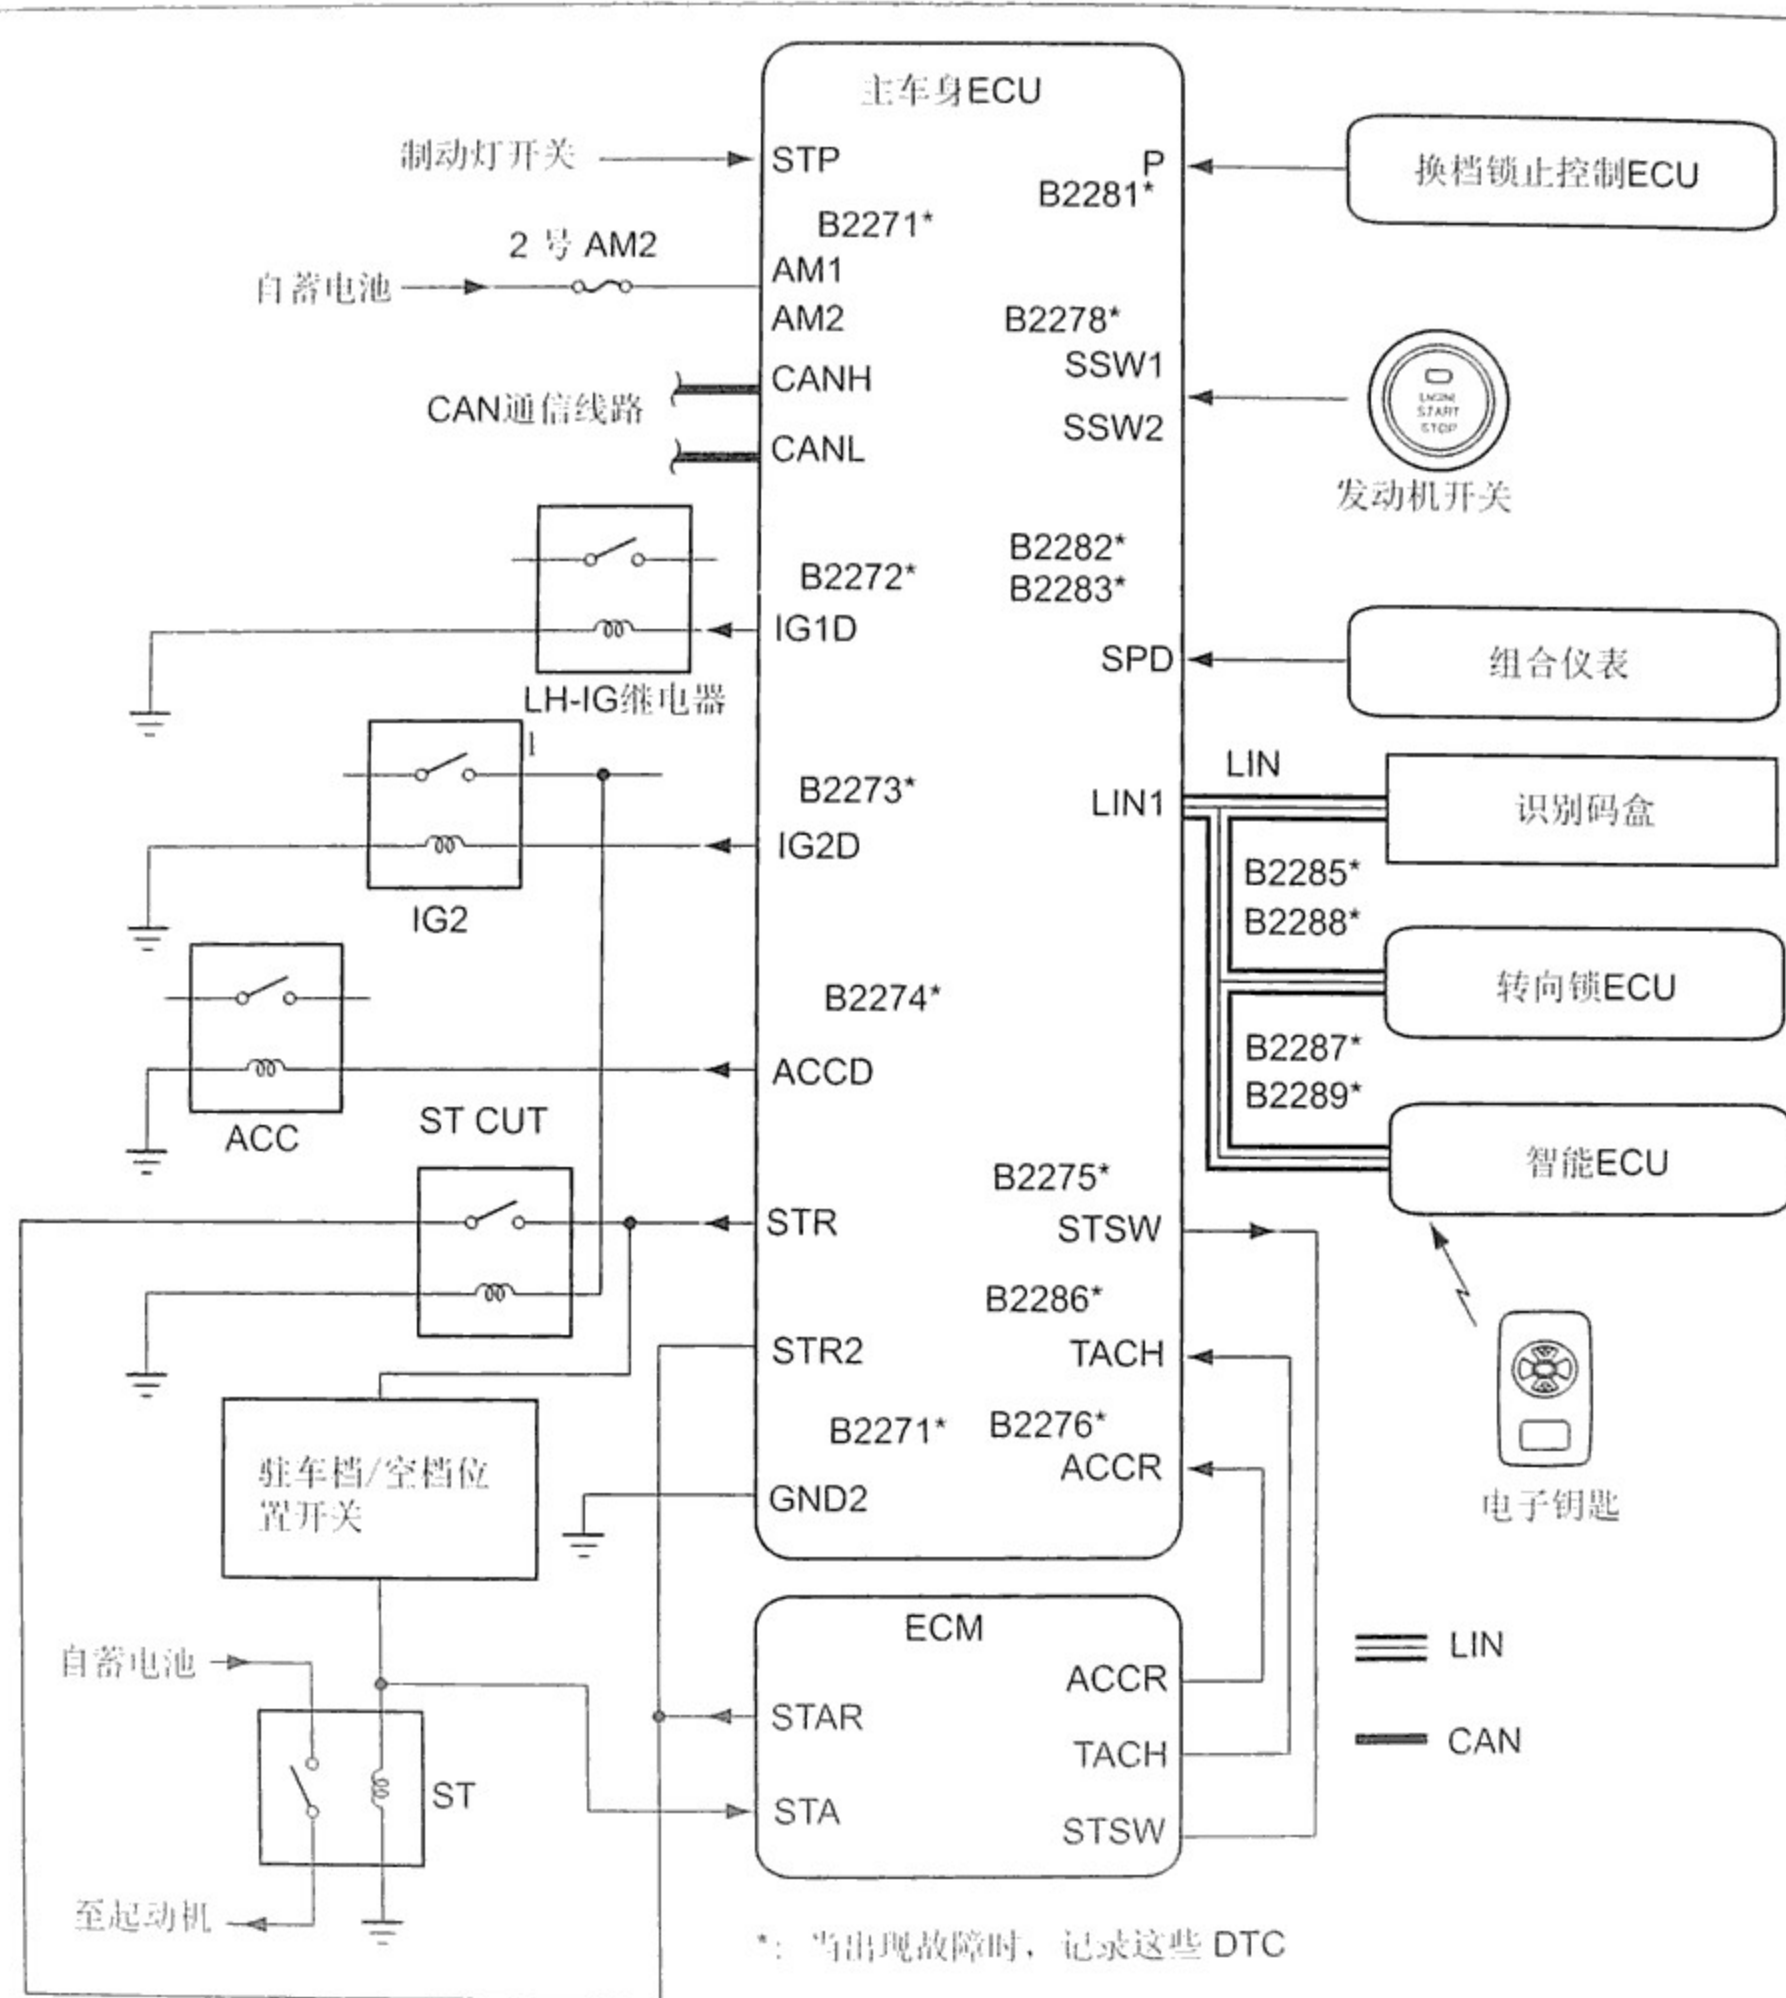 主车身ECU
制动灯开关
STP
P
B2281*
换档锁止控制ECU
B2271*
2 号 AM2
自蓄电池
AM1
AM2
B2278*
SSW1
SSW2
ENGINE
START
STOP
发动机开关
CAN通信线路
CANH
CANL
B2272*
IG1D
LH-IG继电器
B2282*
B2283*
SPD
组合仪表
B2273*
IG2D
IG2
LIN
LIN1
识别码盒
B2285*
B2288*
转向锁ECU
B2274*
ACCD
ACC
B2287*
B2289*
智能ECU
ST CUT
STR
B2275*
STSW
B2286*
STR2
TACH
B2271*
B2276*
ACCR
GND2
驻车档/空档位
置开关
电子钥匙
自蓄电池
ST
至起动机
ECM
ACCR
STAR
TACH
STA
STSW
LIN
CAN
*：当出现故障时，记录这些 DTC